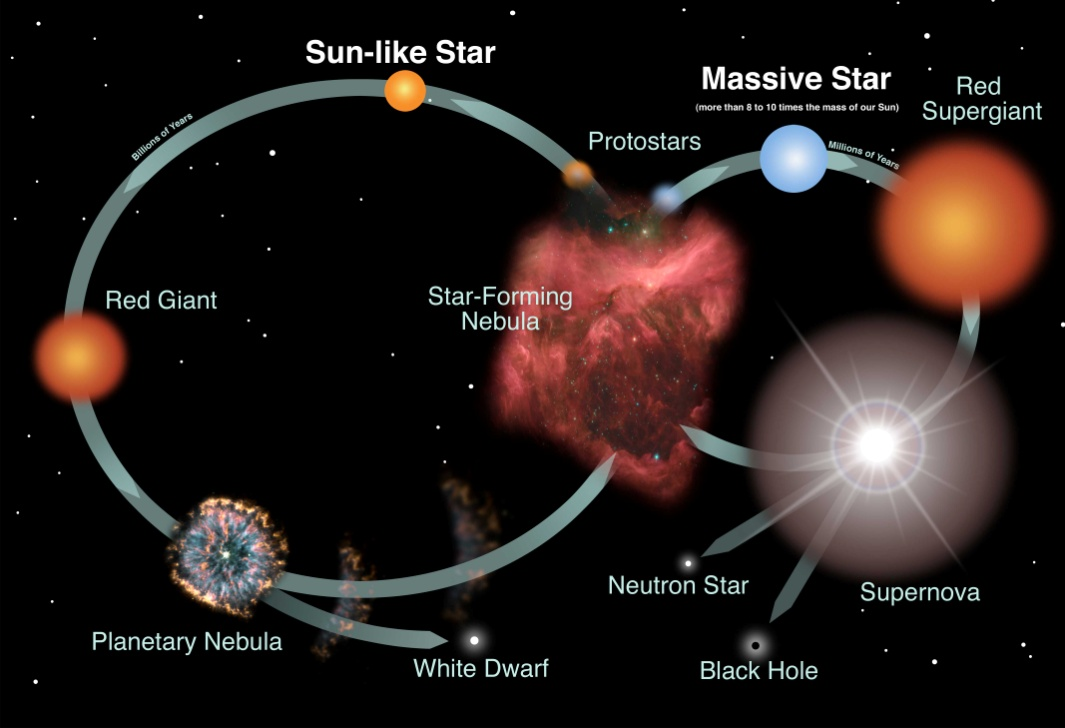 Sun-like Star
Massive Star
(more than 8 to 10 times the mass of our Sun)
Red
Supergiant
Billions of Years
Protostars
Millions of Years
Red Giant
Star-Forming
Nebula
Neutron Star
Supernova
Planetary Nebula
White Dwarf
Black Hole